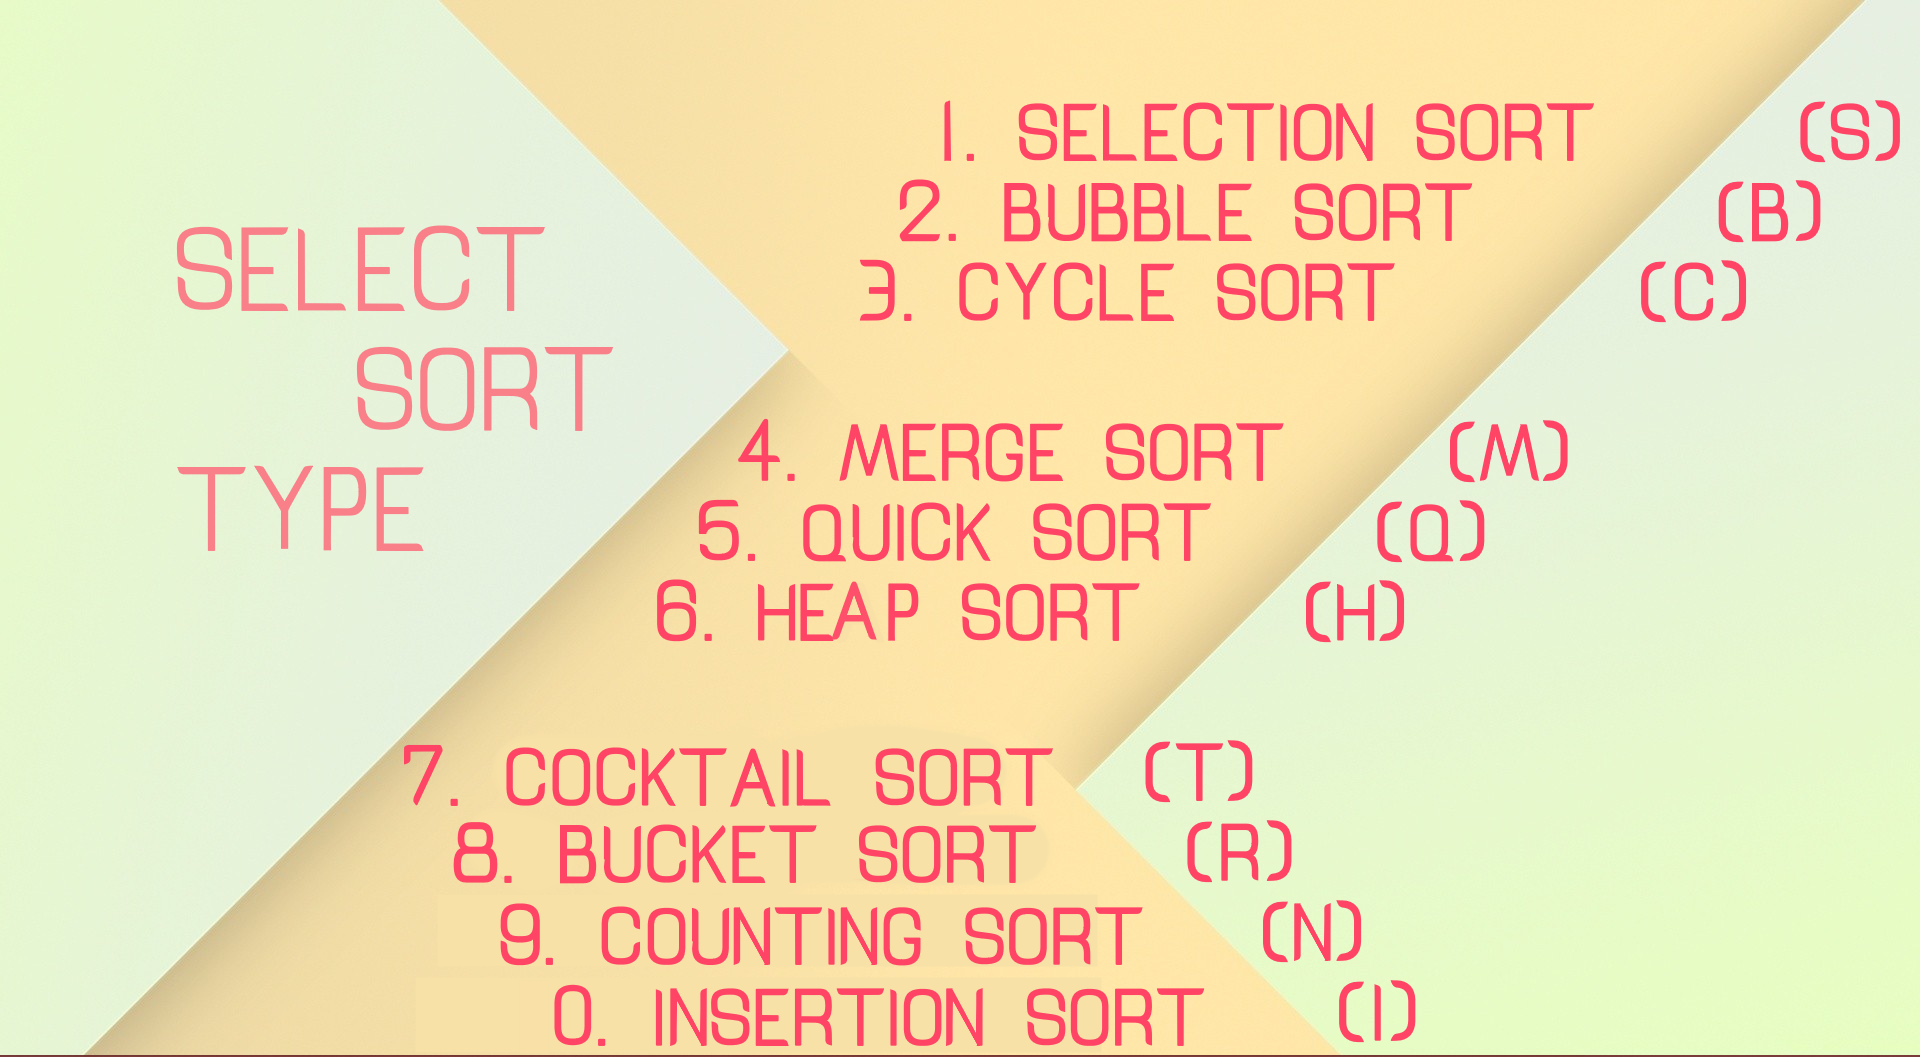 SELECT
SORT
TYPE
1. SELECTION SORT (S)
2. BUBBLE SORT (B)
3. CYCLE SORT (C)
4. MERGE SORT (M)
5. QUICK SORT (Q)
6. HEAP SORT (H)
7. COCKTAIL SORT (T)
8. BUCKET SORT (R)
9. COUNTING SORT (N)
0. INSERTION SORT (I)